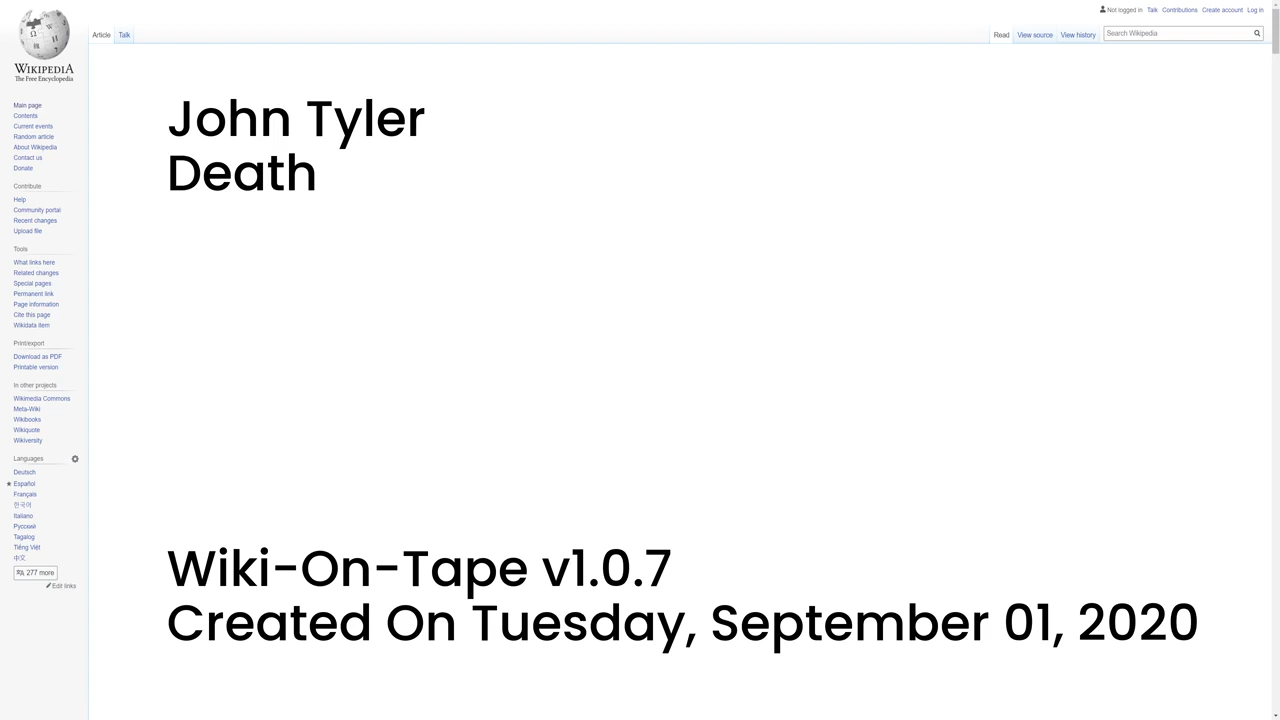 Not logged in Talk Contributions Create account Log in
Article Talk Read View source View history Search Wikipedia
WIKIPEDIA
The Free Encyclopedia
Main page
Contents
Current events
Random article
About Wikipedia
Contact us
Donate
Contribute
Help
Community portal
Recent changes
Upload file
Tools
What links here
Related changes
Special pages
Permanent link
Page information
Cite this page
Wikidata item
Print/export
Download as PDF
Printable version
In other projects
Wikimedia Commons
Meta-Wiki
Wikibooks
Wikiquote
Wikiversity
Languages
Deutsch
Español
Français
한국어
Italiano
Русский
Tagalog
Tiếng Việt
中文
277 more
Edit links
John Tyler
Death
Wiki-On-Tape v1.0.7
Created On Tuesday, September 01, 2020